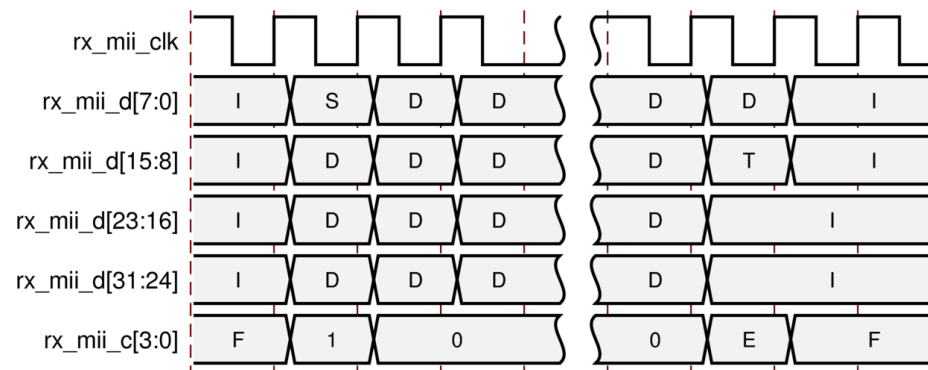 rx_mii_clk
rx_mii_d[7:0] I S D D D D I
rx_mii_d[15:8] I D D D D T I
rx_mii_d[23:16] I D D D D I
rx_mii_d[31:24] I D D D D I
rx_mii_c[3:0] F 1 0 0 E F